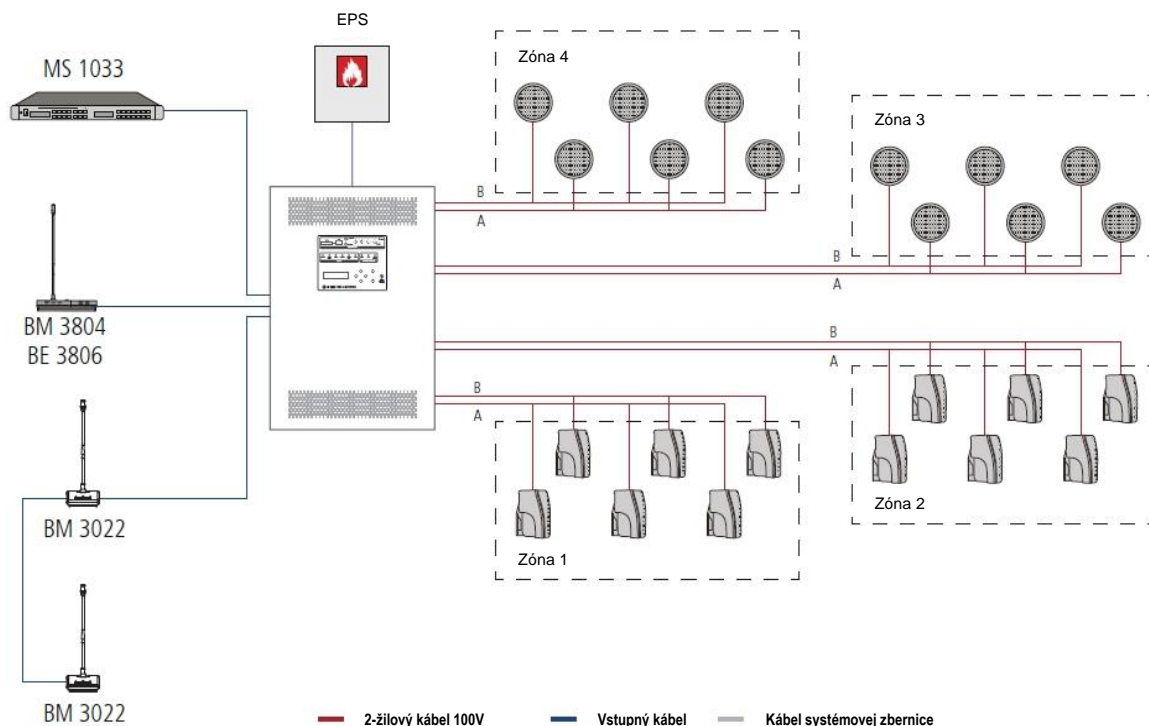 EPS
MS 1033
Zóna 4
Zóna 3
B
A
B
A
BM 3804
BE 3806
B
A
B
A
Zóna 2
BM 3022
Zóna 1
BM 3022
2-žilový kábel 100V Vstupný kábel Kábel systémovej zbernice